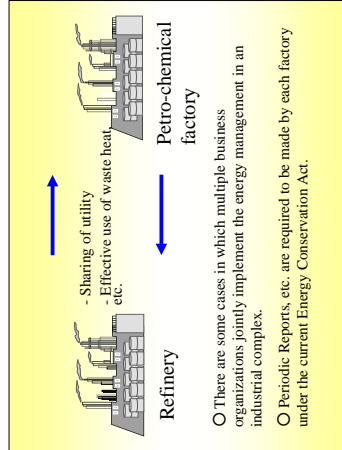 - Sharing of utility
- Effective use of waste heat
etc.
Refinery
Petro-chemical
factory
O There are some cases in which multiple business
organizations jointly implement the energy management in an
industrial complex.
O Periodic Reports, etc. are required to be made by each factory
under the current Energy Conservation Act.